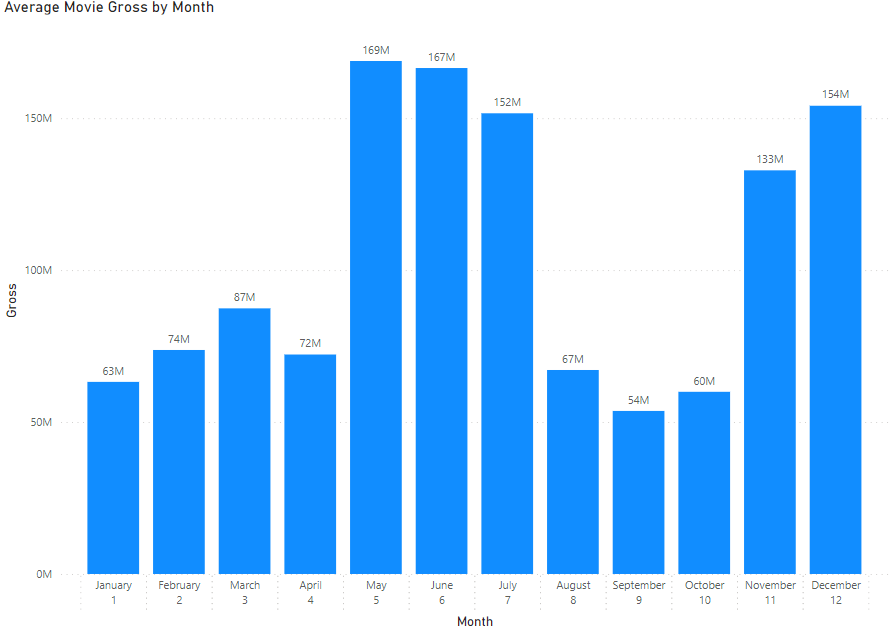 Average Movie Gross by Month
169M
167M
154M
152M
150M
133M
100M
87M
74M
72M
67M
63M
60M
54M
50M
0M
Gross
January February March April May June July August September October November December
1 2 3 4 5 6 7 8 9 10 11 12
Month